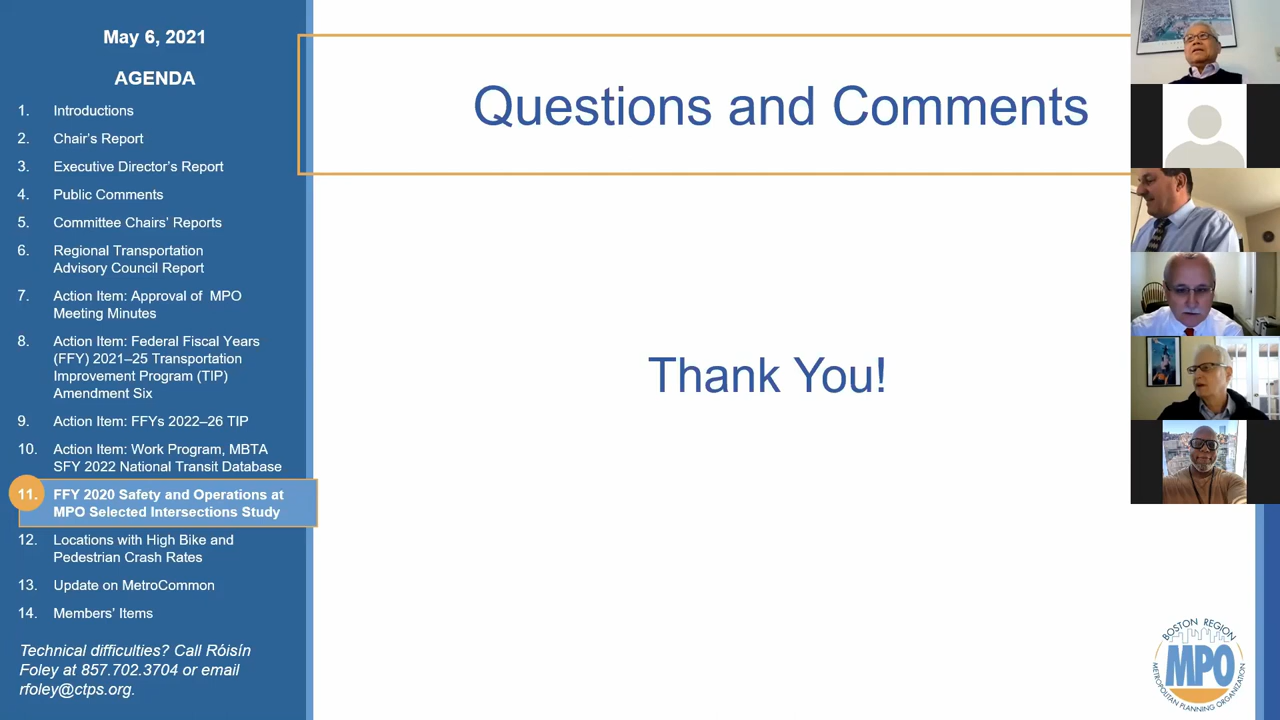 May 6, 2021
AGENDA
1. Introductions
2. Chair's Report
3. Executive Director's Report
4. Public Comments
5. Committee Chairs' Reports
6. Regional Transportation
Advisory Council Report
7. Action Item: Approval of MPO
Meeting Minutes
8. Action Item: Federal Fiscal Years
(FFY) 2021–25 Transportation
Improvement Program (TIP)
Amendment Six
9. Action Item: FFYs 2022–26 TIP
10. Action Item: Work Program, MBTA
SFY 2022 National Transit Database
11. FFY 2020 Safety and Operations at
MPO Selected Intersections Study
12. Locations with High Bike and
Pedestrian Crash Rates
13. Update on MetroCommon
14. Members' Items
Technical difficulties? Call Róisín
Foley at 857.702.3704 or email
rfoley@ctps.org.
Questions and Comments
Thank You!
BOSTON REGION
MPO
METROPOLITAN PLANNING ORGANIZATION